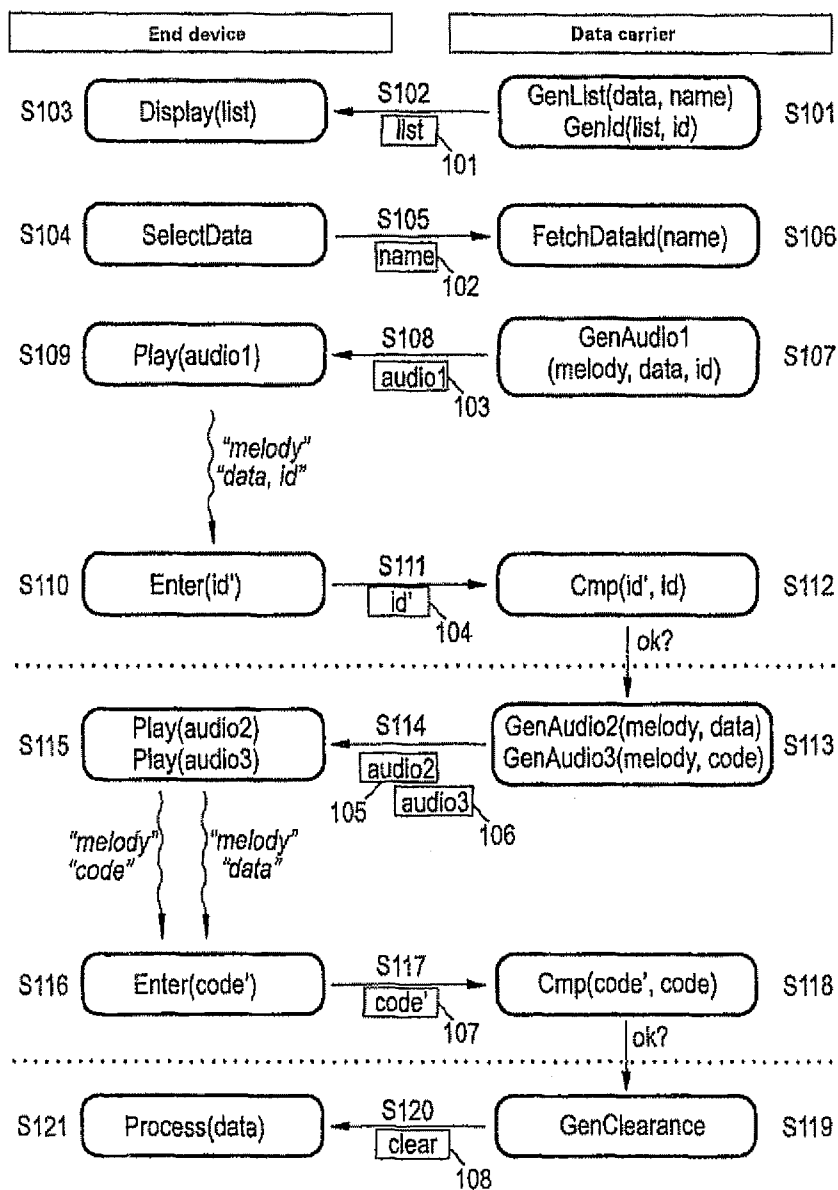 End device Data carrier
S103 Display(list) S102 GenList(data, name) S101
list GenId(list, id)
101
S104 SelectData S105 FetchDataId(name) S106
name
102
S109 Play(audio1) S108 GenAudio1 S107
audio1 (melody, data, id)
103
"melody"
"data, id"
S110 Enter(id') S111 Cmp(id', id) S112
id'
104
ok?
S115 Play(audio2) S114 GenAudio2(melody, data) S113
Play(audio3) audio2 GenAudio3(melody, code)
105 audio3 106
"melody" "melody"
"code" "data"
S116 Enter(code') S117 Cmp(code', code) S118
code'
107
ok?
S121 Process(data) S120 GenClearance S119
clear
108